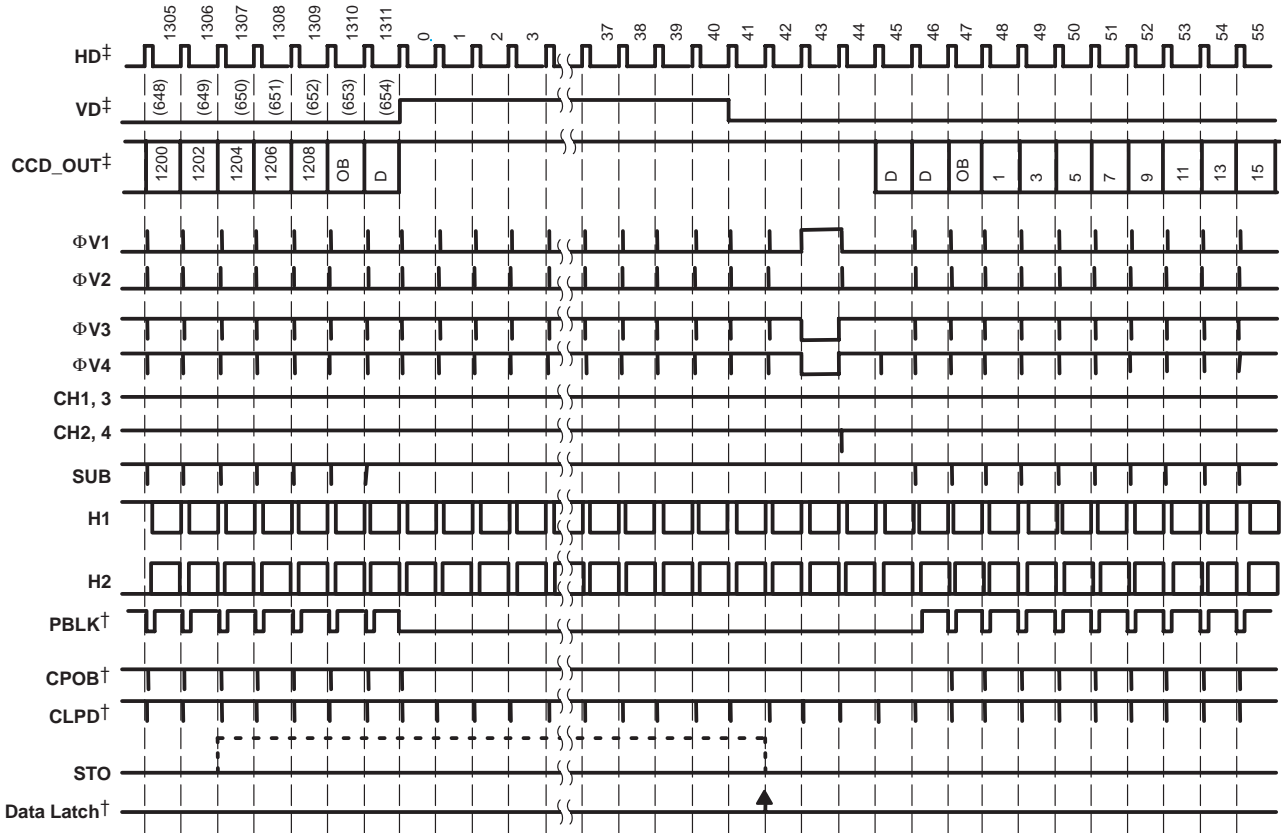 1305 1306 1307 1308 1309 1310 1311 0 1 2 3 37 38 39 40 41 42 43 44 45 46 47 48 49 50 51 52 53 54 55
HD‡
(648) (649) (650) (651) (652) (653) (654)
VD‡
CCD_OUT‡ 1200 1202 1204 1206 1208 OB D D D OB 1 3 5 7 9 11 13 15
ΦV1
ΦV2
ΦV3
ΦV4
CH1, 3
CH2, 4
SUB
H1
H2
PBLK†
CPOB†
CLPD†
STO
Data Latch†